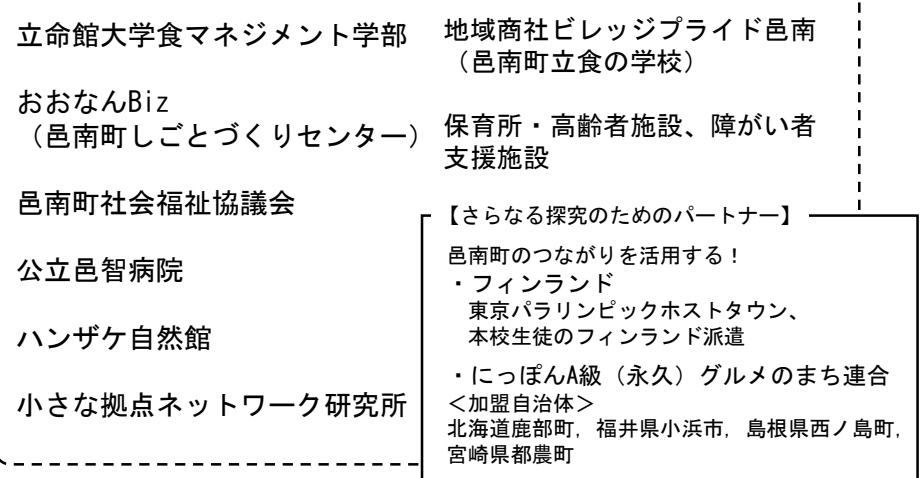 立命館大学食マネジメント学部
おおなんBiz
（邑南町しごとづくりセンター）
邑南町社会福祉協議会
公立邑智病院
ハンザケ自然館
小さな拠点ネットワーク研究所
地域商社ビレッジプライド邑南
（邑南町立食の学校）
保育所・高齢者施設、障がい者
支援施設
【さらなる探究のためのパートナー】
邑南町のつながりを活用する！
・フィンランド
東京パラリンピックホストタウン、
本校生徒のフィンランド派遣
・にっぽんA級（永久）グルメのまち連合
＜加盟自治体＞
北海道鹿部町，福井県小浜市，島根県西ノ島町，
宮崎県都農町